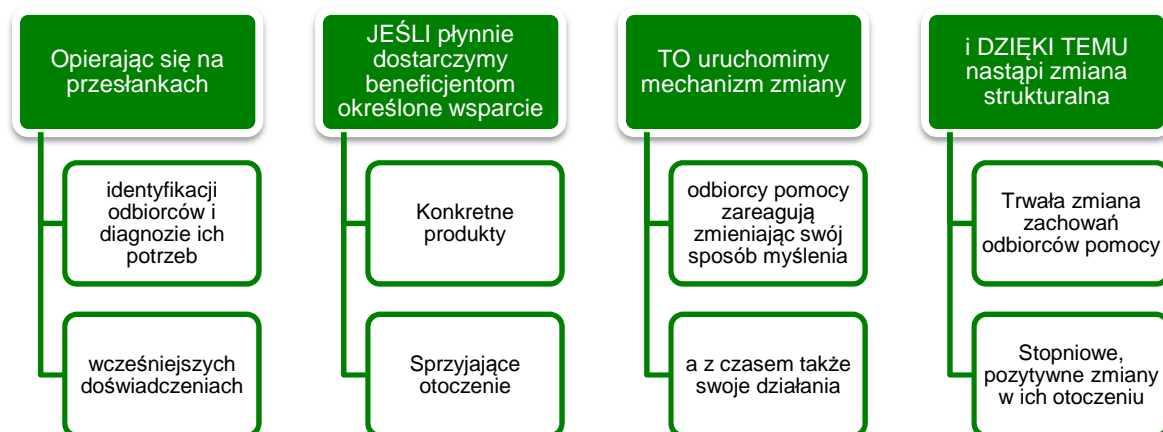 Opierając się na
przesłankach
identyfikacji
odbiorców i
diagnozie ich
potrzeb
wcześniejszych
doświadczeniach
JEŚLI płynnie
dostarczymy
beneficjentom
określone wsparcie
Konkretne
produkty
Sprzyjające
otoczenie
TO uruchomimy
mechanizm zmiany
odbiorcy pomocy
zareagują
zmieniając swój
sposób myślenia
a z czasem także
swoje działania
i DZIĘKI TEMU
nastąpi zmiana
strukturalna
Trwała zmiana
zachowań
odbiorców pomocy
Stopniowe,
pozytywne zmiany
w ich otoczeniu